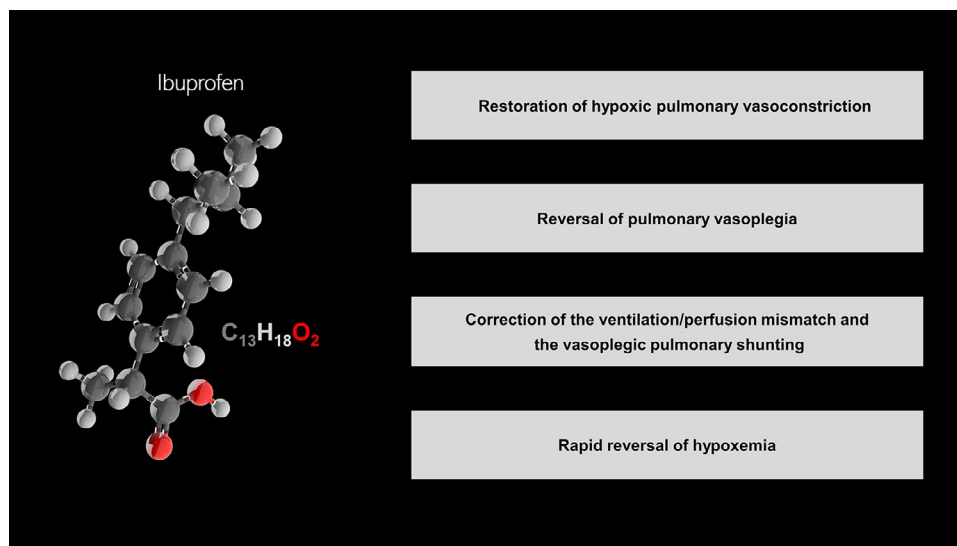 Ibuprofen
C₁₃H₁₈O₂
Restoration of hypoxic pulmonary vasoconstriction
Reversal of pulmonary vasoplegia
Correction of the ventilation/perfusion mismatch and
the vasoplegic pulmonary shunting
Rapid reversal of hypoxemia